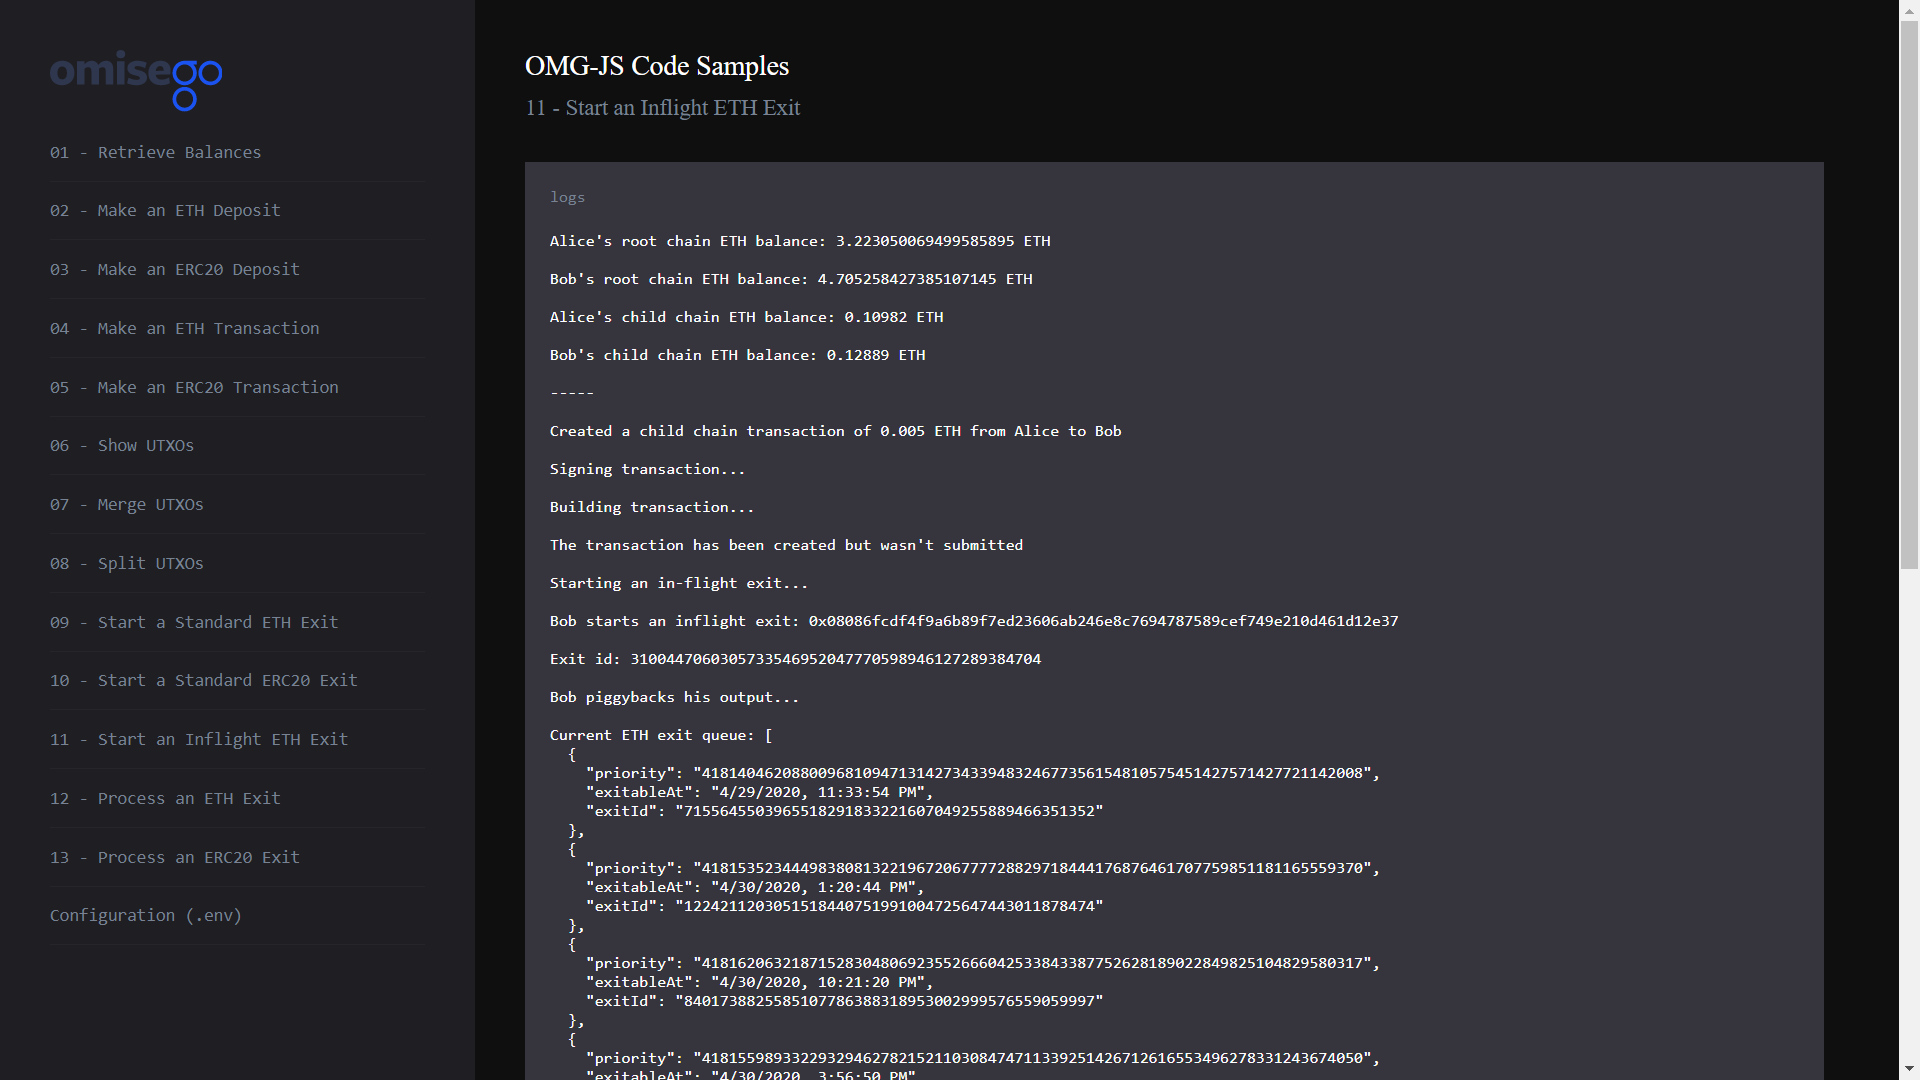 omisego
01 - Retrieve Balances
02 - Make an ETH Deposit
03 - Make an ERC20 Deposit
04 - Make an ETH Transaction
05 - Make an ERC20 Transaction
06 - Show UTXOs
07 - Merge UTXOs
08 - Split UTXOs
09 - Start a Standard ETH Exit
10 - Start a Standard ERC20 Exit
11 - Start an Inflight ETH Exit
12 - Process an ETH Exit
13 - Process an ERC20 Exit
Configuration (.env)
OMG-JS Code Samples
11 - Start an Inflight ETH Exit
logs
Alice's root chain ETH balance: 3.223050069499585895 ETH
Bob's root chain ETH balance: 4.705258427385107145 ETH
Alice's child chain ETH balance: 0.10982 ETH
Bob's child chain ETH balance: 0.12889 ETH
-----
Created a child chain transaction of 0.005 ETH from Alice to Bob
Signing transaction...
Building transaction...
The transaction has been created but wasn't submitted
Starting an in-flight exit...
Bob starts an inflight exit: 0x08086fcdf4f9a6b89f7ed23606ab246e8c7694787589cef749e210d461d12e37
Exit id: 3100447060305733546952047770598946127289384704
Bob piggybacks his output...
Current ETH exit queue: [
{
"priority": "41814046208800968109471314273433948324677356154810575451427571427721142008",
"exitableAt": "4/29/2020, 11:33:54 PM",
"exitId": "7155645503965518291833221607049255889466351352"
},
{
"priority": "41815352344498380813221967206777728829718444176876461707759851181165559370",
"exitableAt": "4/30/2020, 1:20:44 PM",
"exitId": "1224211203051518440751991004725647443011878474"
},
{
"priority": "41816206321871528304806923552666042533843387752628189022849825104829580317",
"exitableAt": "4/30/2020, 10:21:20 PM",
"exitId": "8401738825585107786388318953002999576559059997"
},
{
"priority": "41815598933229329462782152110308474711339251426712616553496278331243674050",
"exitableAt": "4/30/2020, 3:56:50 PM",